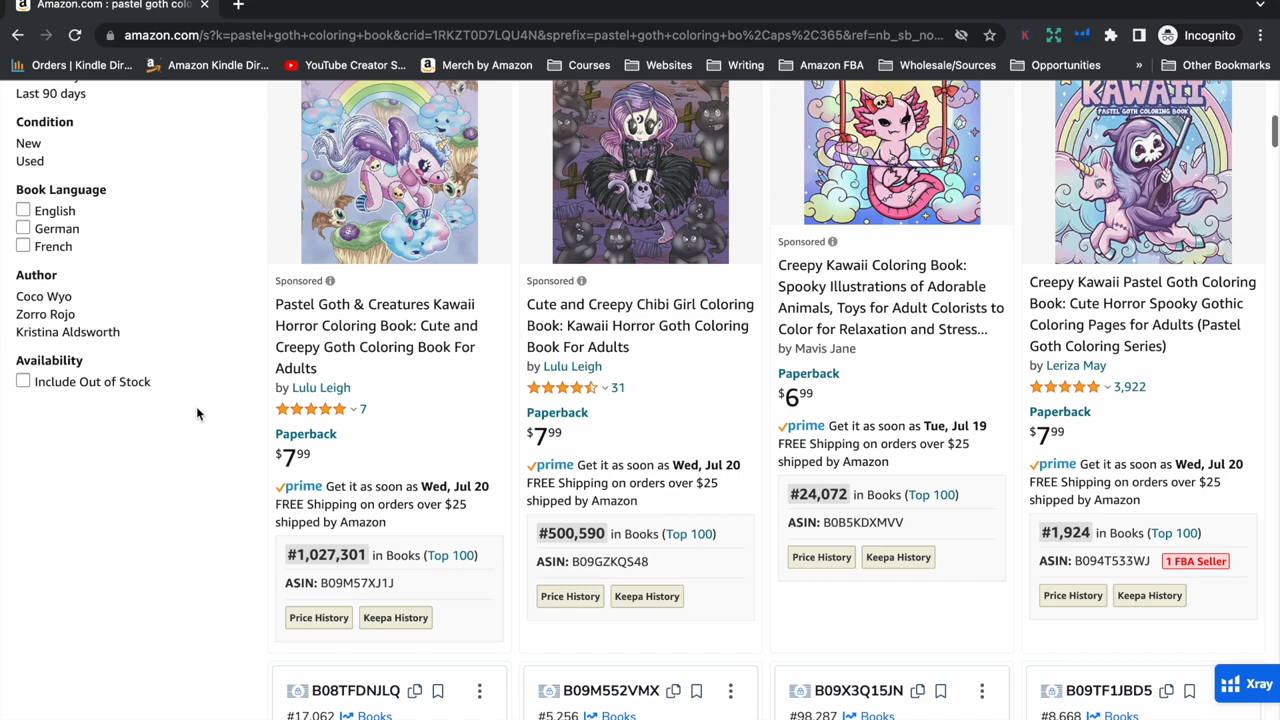 Amazon.com : pastel goth colo
amazon.com/s?k=pastel+goth+coloring+book&crid=1RKZT0D7LQU4N&sprefix=pastel+goth+coloring+bo%2Caps%2C365&ref=nb_sb_no...
Incognito
Orders | Kindle Dir...
Amazon Kindle Dir...
YouTube Creator S...
Merch by Amazon
Courses
Websites
Writing
Amazon FBA
Wholesale/Sources
Opportunities
»
Other Bookmarks
Last 90 days
Condition
New
Used
Book Language
English
German
French
Author
Coco Wyo
Zorro Rojo
Kristina Aldsworth
Availability
Include Out of Stock
Sponsored
Pastel Goth & Creatures Kawaii
Horror Coloring Book: Cute and
Creepy Goth Coloring Book For
Adults
by Lulu Leigh
7
Paperback
$7 99
prime Get it as soon as Wed, Jul 20
FREE Shipping on orders over $25
shipped by Amazon
#1,027,301 in Books (Top 100)
ASIN: B09M57XJ1J
Price History
Keepa History
Sponsored
Cute and Creepy Chibi Girl Coloring
Book: Kawaii Horror Goth Coloring
Book For Adults
by Lulu Leigh
31
Paperback
$7 99
prime Get it as soon as Wed, Jul 20
FREE Shipping on orders over $25
shipped by Amazon
#500,590 in Books (Top 100)
ASIN: B09GZKQS48
Price History
Keepa History
Sponsored
Creepy Kawaii Coloring Book:
Spooky Illustrations of Adorable
Animals, Toys for Adult Colorists to
Color for Relaxation and Stress...
by Mavis Jane
Paperback
$6 99
prime Get it as soon as Tue, Jul 19
FREE Shipping on orders over $25
shipped by Amazon
#24,072 in Books (Top 100)
ASIN: B0B5KDXMVV
Price History
Keepa History
KAWAII
PASTEL GOTH COLORING BOOK
Creepy Kawaii Pastel Goth Coloring
Book: Cute Horror Spooky Gothic
Coloring Pages for Adults (Pastel
Goth Coloring Series)
by Leriza May
3,922
Paperback
$7 99
prime Get it as soon as Wed, Jul 20
FREE Shipping on orders over $25
shipped by Amazon
#1,924 in Books (Top 100)
ASIN: B094T533WJ 1 FBA Seller
Price History
Keepa History
B08TFDNJLQ
#17,062 Books
B09M552VMX
#5,256 Books
B09X3Q15JN
#98,287 Books
B09TF1JBD5
#8,668 Books
Xray